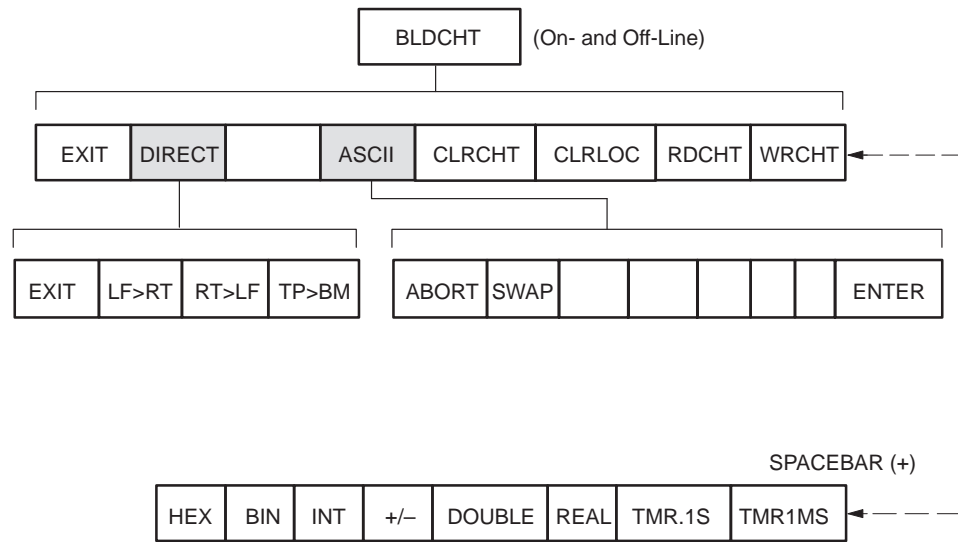 BLDCHT (On- and Off-Line)
EXIT DIRECT ASCII CLRCHT CLRLOC RDCHT WRCHT
EXIT LF>RT RT>LF TP>BM ABORT SWAP ENTER
SPACEBAR (+)
HEX BIN INT +/– DOUBLE REAL TMR.1S TMR1MS